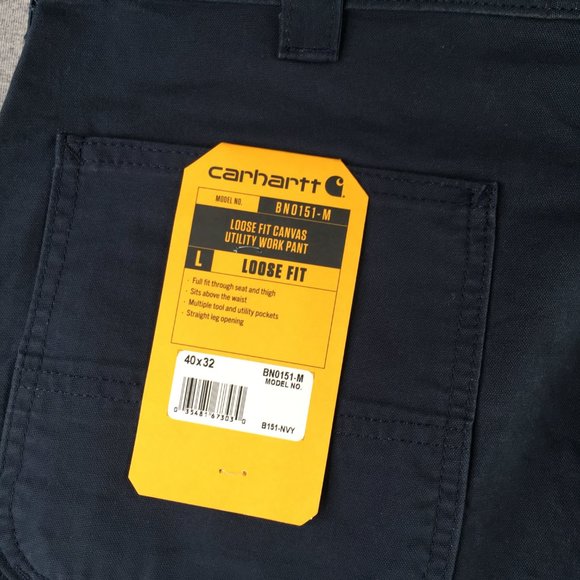 carhartt
MODEL NO. BN0151-M
LOOSE FIT CANVAS
UTILITY WORK PANT
L LOOSE FIT
· Full fit through seat and thigh
· Sits above the waist
· Multiple tool and utility pockets
· Straight leg opening
40x32 BN0151-M
MODEL NO.
0 35481 67303 0
B151-NVY